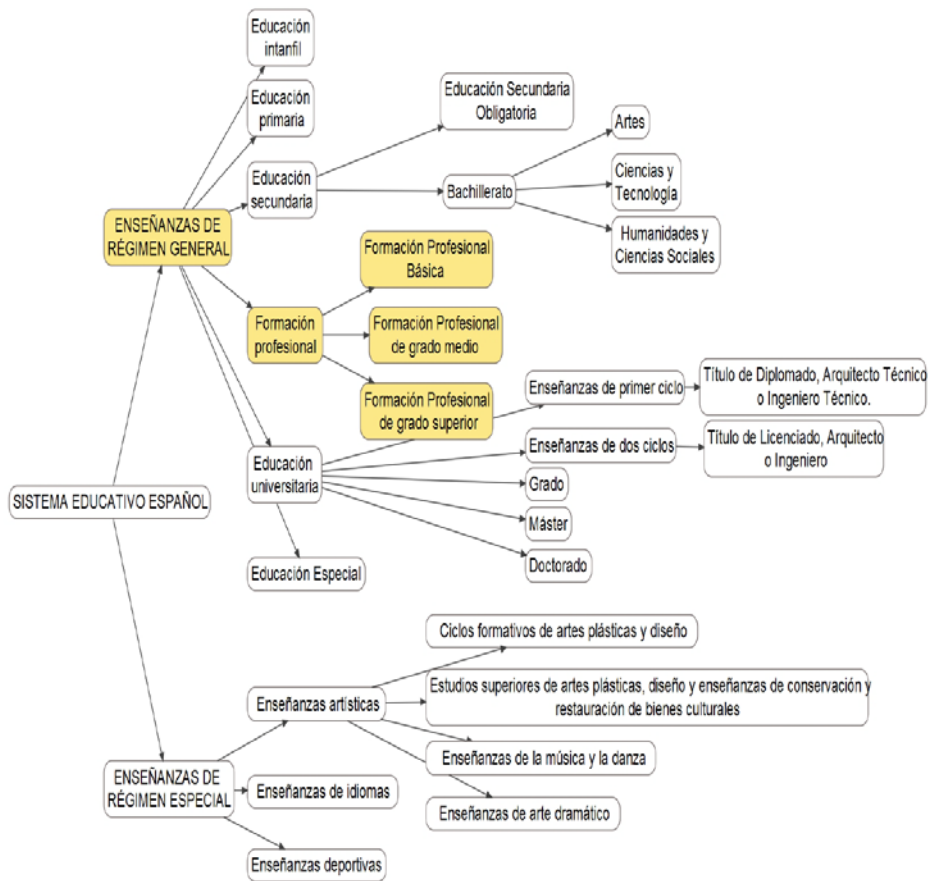 Educación
intanfil
Educación
primaria
Educación Secundaria
Obligatoria
Artes
Educación
secundaria
Bachillerato
Ciencias y
Tecnología
ENSEÑANZAS DE
RÉGIMEN GENERAL
Humanidades y
Ciencias Sociales
Formación Profesional
Básica
Formación
profesional
Formación Profesional
de grado medio
Formación Profesional
de grado superior
Enseñanzas de primer ciclo
Título de Diplomado, Arquitecto Técnico
o Ingeniero Técnico.
Educación
universitaria
Enseñanzas de dos ciclos
Título de Licenciado, Arquitecto
o Ingeniero
Grado
SISTEMA EDUCATIVO ESPAÑOL
Máster
Doctorado
Educación Especial
Ciclos formativos de artes plásticas y diseño
Enseñanzas artísticas
Estudios superiores de artes plásticas, diseño y enseñanzas de conservación y
restauración de bienes culturales
Enseñanzas de la música y la danza
ENSEÑANZAS DE
RÉGIMEN ESPECIAL
Enseñanzas de idiomas
Enseñanzas de arte dramático
Enseñanzas deportivas